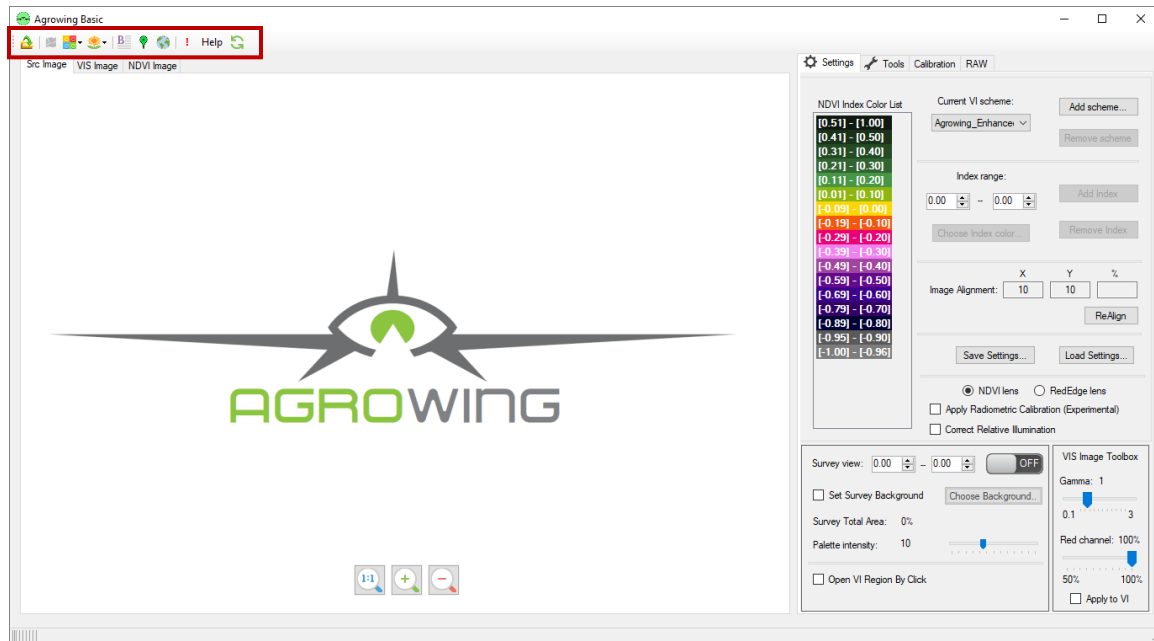 Agrowing Basic
B
! Help
Src Image VIS Image NDVI Image
Settings Tools Calibration RAW
NDVI Index Color List
[0.51] - [1.00]
[0.41] - [0.50]
[0.31] - [0.40]
[0.21] - [0.30]
[0.11] - [0.20]
[0.01] - [0.10]
[-0.09] - [0.00]
[-0.19] - [-0.10]
[-0.29] - [-0.20]
[-0.39] - [-0.30]
[-0.49] - [-0.40]
[-0.59] - [-0.50]
[-0.69] - [-0.60]
[-0.79] - [-0.70]
[-0.89] - [-0.80]
[-0.95] - [-0.90]
[-1.00] - [-0.96]
Current VI scheme:
Agrowing_Enhancer
Add scheme...
Remove scheme
Index range:
0.00 -- 0.00
Add Index
Choose Index color...
Remove Index
X Y %
Image Alignment: 10 10
ReAlign
Save Settings... Load Settings...
NDVI lens RedEdge lens
Apply Radiometric Calibration (Experimental)
Correct Relative Illumination
AGROWING
1:1 + -
Survey view: 0.00 -- 0.00 OFF
Set Survey Background Choose Background..
Survey Total Area: 0%
Palette intensity: 10
Open VI Region By Click
VIS Image Toolbox
Gamma: 1
0.1 3
Red channel: 100%
50% 100%
Apply to VI